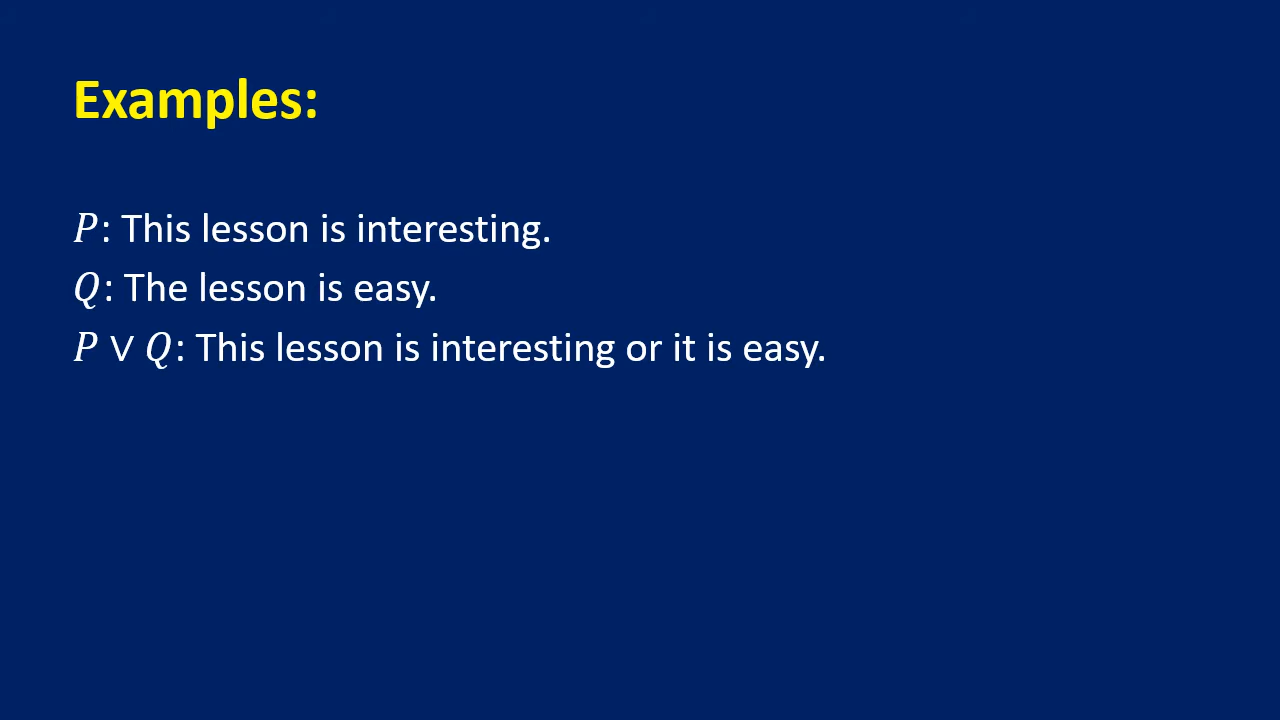 Examples:
P: This lesson is interesting.
Q: The lesson is easy.
P ∨ Q: This lesson is interesting or it is easy.